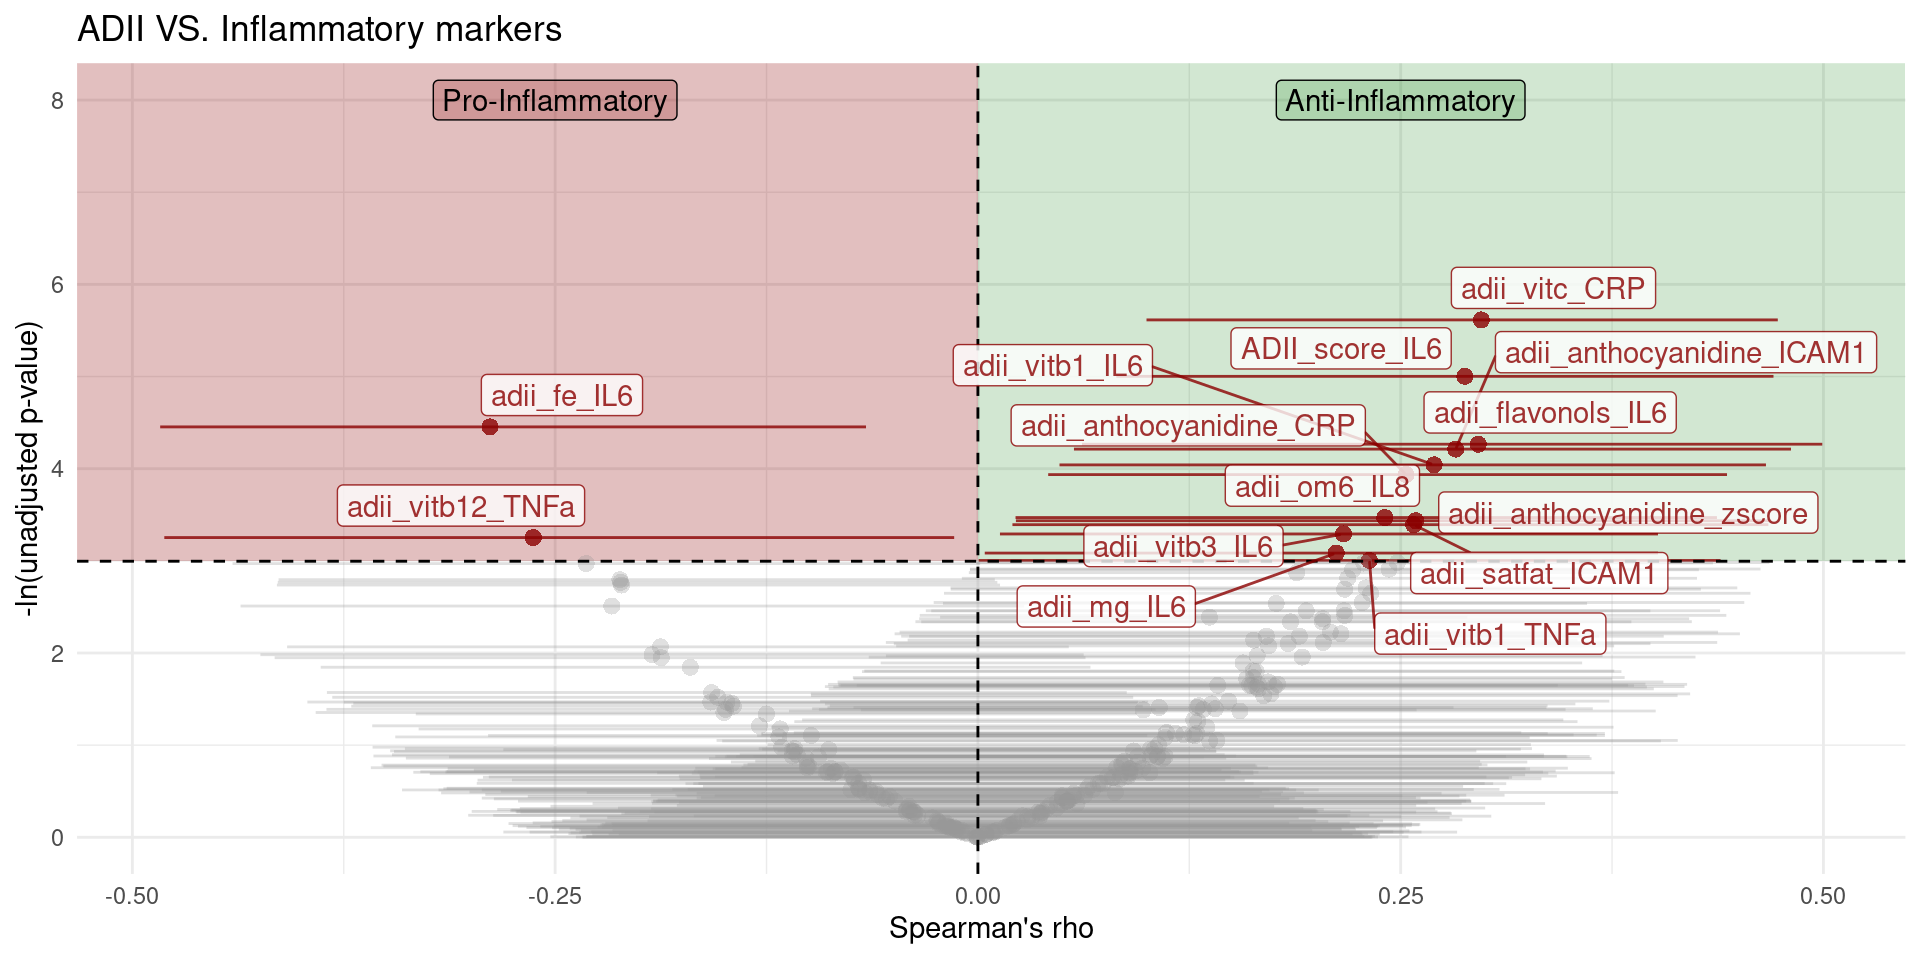 ADII VS. Inflammatory markers
Pro-Inflammatory
Anti-Inflammatory
8
6
4
2
0
-ln(unadjusted p-value)
adii_vitc_CRP
ADII_score_IL6
adii_anthocyanidine_ICAM1
adii_vitb1_IL6
adii_fe_IL6
adii_flavonols_IL6
adii_anthocyanidine_CRP
adii_om6_IL8
adii_vitb12_TNFa
adii_anthocyanidine_zscore
adii_vitb3_IL6
adii_satfat_ICAM1
adii_mg_IL6
adii_vitb1_TNFa
-0.50
-0.25
0.00
0.25
0.50
Spearman's rho